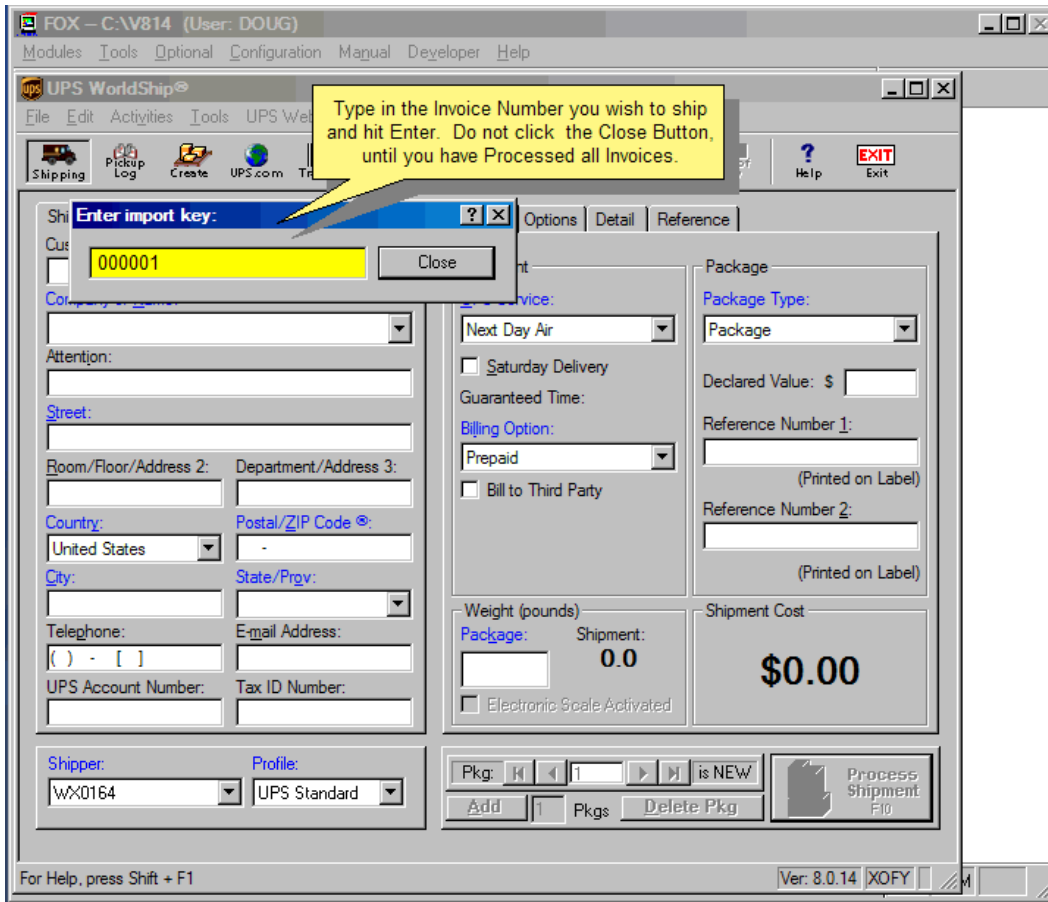 FOX – C:\V814 (User: DOUG)
Modules Tools Optional Configuration Manual Developer Help
UPS WorldShip®
File Edit Activities Tools UPS Web
Type in the Invoice Number you wish to ship
and hit Enter. Do not click the Close Button,
until you have Processed all Invoices.
Shipping Pickup Log Create UPS.com Help EXIT Exit
Enter import key:
Options Detail Reference
000001 Close
Package
Company or Name:
Service:
Package Type:
Next Day Air
Package
Attention:
Saturday Delivery
Declared Value: $
Guaranteed Time:
Street:
Billing Option:
Reference Number 1:
Prepaid
Room/Floor/Address 2: Department/Address 3:
(Printed on Label)
Bill to Third Party
Reference Number 2:
Country: Postal/ZIP Code ®:
United States -
City: State/Prov:
(Printed on Label)
Weight (pounds)
Shipment Cost
Telephone: E-mail Address:
Package: Shipment:
( ) - [ ]
0.0
$0.00
UPS Account Number: Tax ID Number:
Electronic Scale Activated
Shipper: Profile:
WX0164 UPS Standard
Pkg: 1 is NEW
Add 1 Pkgs Delete Pkg
Process
Shipment
F10
For Help, press Shift + F1
Ver: 8.0.14 XOFY